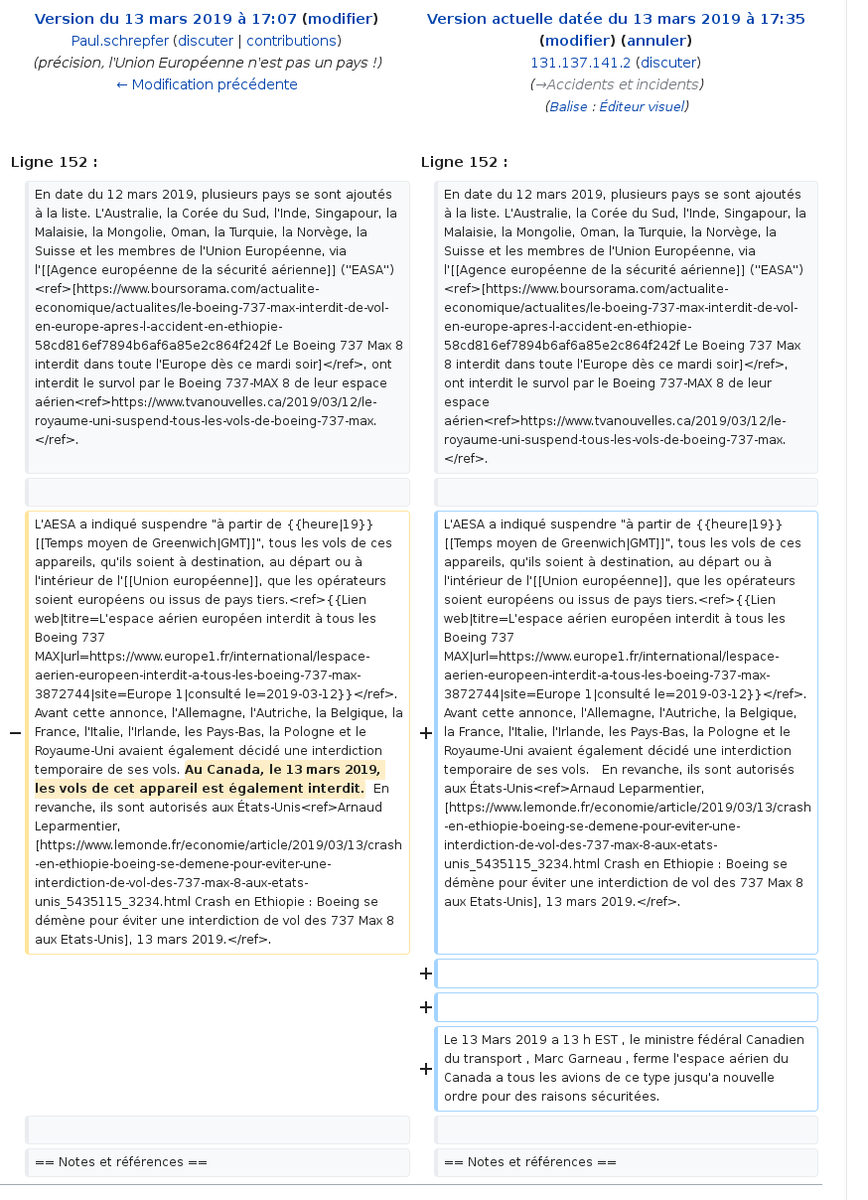 Version du 13 mars 2019 à 17:07 (modifier)
Paul.schrepfer (discuter | contributions)
(précision, l'Union Européenne n'est pas un pays !)
← Modification précédente
Version actuelle datée du 13 mars 2019 à 17:35
(modifier) (annuler)
131.137.141.2 (discuter)
(→Accidents et incidents)
(Balise : Éditeur visuel)
Ligne 152 :
Ligne 152 :
En date du 12 mars 2019, plusieurs pays se sont ajoutés
à la liste. L'Australie, la Corée du Sud, l'Inde, Singapour, la
Malaisie, la Mongolie, Oman, la Turquie, la Norvège, la
Suisse et les membres de l'Union Européenne, via
l'[[Agence européenne de la sécurité aérienne]] ("EASA")
<ref>[https://www.boursorama.com/actualite-
economique/actualites/le-boeing-737-max-interdit-de-vol-
en-europe-apres-l-accident-en-ethiopie-
58cd816ef7894b6af6a85e2c864f242f Le Boeing 737 Max 8
interdit dans toute l'Europe dès ce mardi soir]</ref>, ont
interdit le survol par le Boeing 737-MAX 8 de leur espace
aérien<ref>https://www.tvanouvelles.ca/2019/03/12/le-
royaume-uni-suspend-tous-les-vols-de-boeing-737-max.
</ref>.
En date du 12 mars 2019, plusieurs pays se sont ajoutés
à la liste. L'Australie, la Corée du Sud, l'Inde, Singapour, la
Malaisie, la Mongolie, Oman, la Turquie, la Norvège, la
Suisse et les membres de l'Union Européenne, via
l'[[Agence européenne de la sécurité aérienne]] ("EASA")
<ref>[https://www.boursorama.com/actualite-
economique/actualites/le-boeing-737-max-interdit-de-vol-
en-europe-apres-l-accident-en-ethiopie-
58cd816ef7894b6af6a85e2c864f242f Le Boeing 737 Max
8 interdit dans toute l'Europe dès ce mardi soir]</ref>,
ont interdit le survol par le Boeing 737-MAX 8 de leur
espace
aérien<ref>https://www.tvanouvelles.ca/2019/03/12/le-
royaume-uni-suspend-tous-les-vols-de-boeing-737-max.
</ref>.
−
L'AESA a indiqué suspendre "à partir de {{heure|19}}
[[Temps moyen de Greenwich|GMT]]", tous les vols de ces
appareils, qu'ils soient à destination, au départ ou à
l'intérieur de l'[[Union européenne]], que les opérateurs
soient européens ou issus de pays tiers.<ref>{{Lien
web|titre=L'espace aérien européen interdit à tous les
Boeing 737
MAX|url=https://www.europe1.fr/international/lespace-
aerien-europeen-interdit-a-tous-les-boeing-737-max-
3872744|site=Europe 1|consulté le=2019-03-12}}</ref>.
Avant cette annonce, l'Allemagne, l'Autriche, la Belgique, la
France, l'Italie, l'Irlande, les Pays-Bas, la Pologne et le
Royaume-Uni avaient également décidé une interdiction
temporaire de ses vols. Au Canada, le 13 mars 2019,
les vols de cet appareil est également interdit. En
revanche, ils sont autorisés aux États-Unis<ref>Arnaud
Leparmentier,
[https://www.lemonde.fr/economie/article/2019/03/13/crash
-en-ethiopie-boeing-se-demene-pour-eviter-une-
interdiction-de-vol-des-737-max-8-aux-etats-
unis_5435115_3234.html Crash en Ethiopie : Boeing se
démène pour éviter une interdiction de vol des 737 Max 8
aux Etats-Unis], 13 mars 2019.</ref>.
+
L'AESA a indiqué suspendre "à partir de {{heure|19}}
[[Temps moyen de Greenwich|GMT]]", tous les vols de ces
appareils, qu'ils soient à destination, au départ ou à
l'intérieur de l'[[Union européenne]], que les opérateurs
soient européens ou issus de pays tiers.<ref>{{Lien
web|titre=L'espace aérien européen interdit à tous les
Boeing 737
MAX|url=https://www.europe1.fr/international/lespace-
aerien-europeen-interdit-a-tous-les-boeing-737-max-
3872744|site=Europe 1|consulté le=2019-03-12}}</ref>.
Avant cette annonce, l'Allemagne, l'Autriche, la Belgique,
la France, l'Italie, l'Irlande, les Pays-Bas, la Pologne et le
Royaume-Uni avaient également décidé une interdiction
temporaire de ses vols. En revanche, ils sont autorisés
aux États-Unis<ref>Arnaud Leparmentier,
[https://www.lemonde.fr/economie/article/2019/03/13/crash
-en-ethiopie-boeing-se-demene-pour-eviter-une-
interdiction-de-vol-des-737-max-8-aux-etats-
unis_5435115_3234.html Crash en Ethiopie : Boeing se
démène pour éviter une interdiction de vol des 737 Max 8
aux Etats-Unis], 13 mars 2019.</ref>.
+
+
+
Le 13 Mars 2019 a 13 h EST , le ministre fédéral Canadien
du transport , Marc Garneau , ferme l'espace aérien du
Canada a tous les avions de ce type jusqu'a nouvelle
ordre pour des raisons sécuritées.
== Notes et références ==
== Notes et références ==